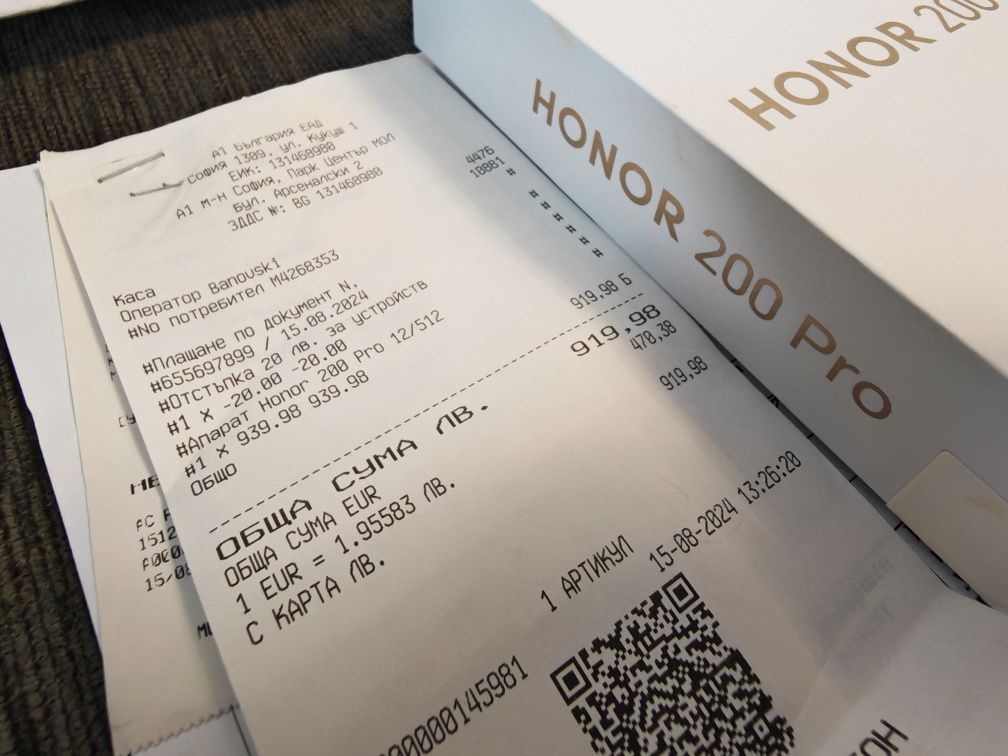 А1 България ЕАД
София 1309, ул. Кукуш 1
ЕИК: 131468980
А1 м-н София, Парк Център МОЛ
бул. Арсеналски 2
ЗДДС №: BG 131468980
Каса 4476
Оператор Banovski 10881
#No потребител M4268353 #
#Плащане по документ N, #
#655697899 / 15.08.2024 #
#Отстъпка 20 лв. за устройств #
#1 X -20.00 -20.00 #
#Апарат Honor 200 Pro 12/512 #
#1 X 939.98 939.98 #
ОБЩО 919,98 Б
ОБЩА СУМА ЛВ. 919,98
ОБЩА СУМА EUR 470,38
1 EUR = 1.95583 ЛВ.
С КАРТА ЛВ. 919,98
1 АРТИКУЛ
15-08-2024 13:26:20
0000145981
HONOR 200 Pro
HONOR 200